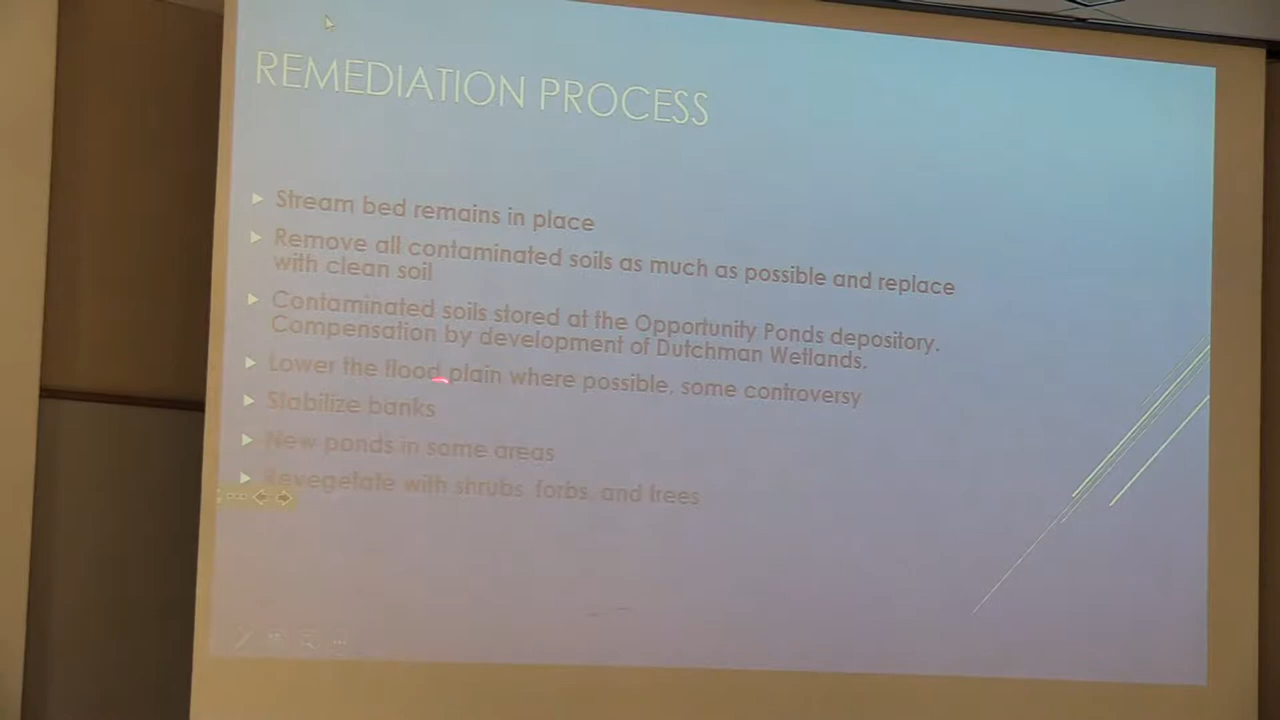 REMEDIATION PROCESS
Stream bed remains in place
Remove all contaminated soils as much as possible and replace
with clean soil
Contaminated soils stored at the Opportunity Ponds depository.
Compensation by development of Dutchman Wetlands.
Lower the flood plain where possible, some controversy
Stabilize banks
New ponds in some areas
Revegetate with shrubs, forbs, and trees